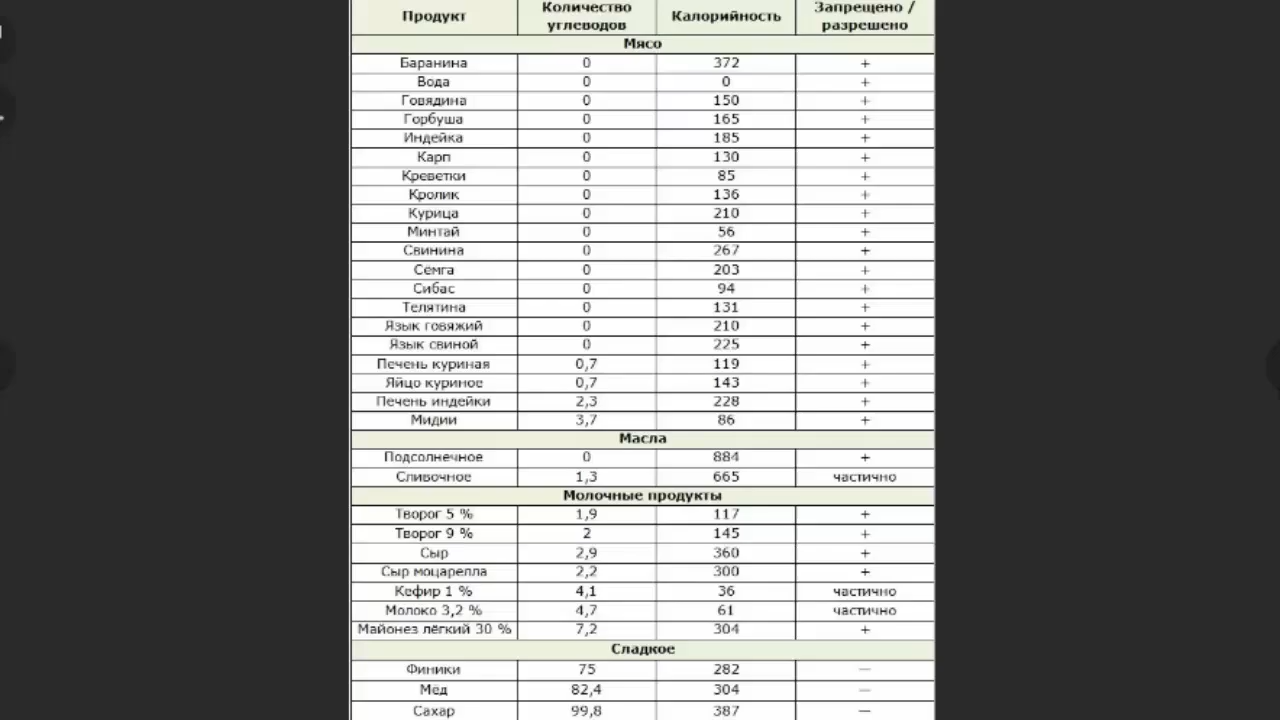 Продукт Количество углеводов Калорийность Запрещено / разрешено
Мясо
Баранина 0 372 +
Вода 0 0 +
Говядина 0 150 +
Горбуша 0 165 +
Индейка 0 185 +
Карп 0 130 +
Креветки 0 85 +
Кролик 0 136 +
Курица 0 210 +
Минтай 0 56 +
Свинина 0 267 +
Семга 0 203 +
Сибас 0 94 +
Телятина 0 131 +
Язык говяжий 0 210 +
Язык свиной 0 225 +
Печень куриная 0,7 119 +
Яйцо куриное 0,7 143 +
Печень индейки 2,3 228 +
Мидии 3,7 86 +
Масла
Подсолнечное 0 884 +
Сливочное 1,3 665 частично
Молочные продукты
Творог 5 % 1,9 117 +
Творог 9 % 2 145 +
Сыр 2,9 360 +
Сыр моцарелла 2,2 300 +
Кефир 1 % 4,1 36 частично
Молоко 3,2 % 4,7 61 частично
Майонез лёгкий 30 % 7,2 304 +
Сладкое
Финики 75 282 —
Мёд 82,4 304 —
Сахар 99,8 387 —